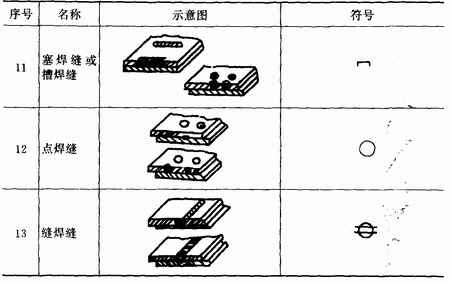 序号 名称 示意图 符号
11 塞焊缝或
槽焊缝
12 点焊缝
13 缝焊缝